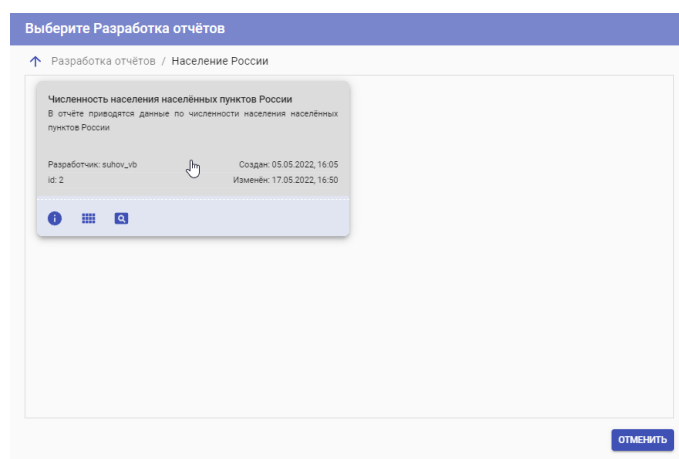 Выберите Разработка отчётов
Разработка отчётов / Население России
Численность населения населённых пунктов России
В отчёте приводятся данные по численности населения населённых
пунктов России
Разработчик: suhov_vb Создан: 05.05.2022, 16:05
id: 2 Изменён: 17.05.2022, 16:50
ОТМЕНИТЬ